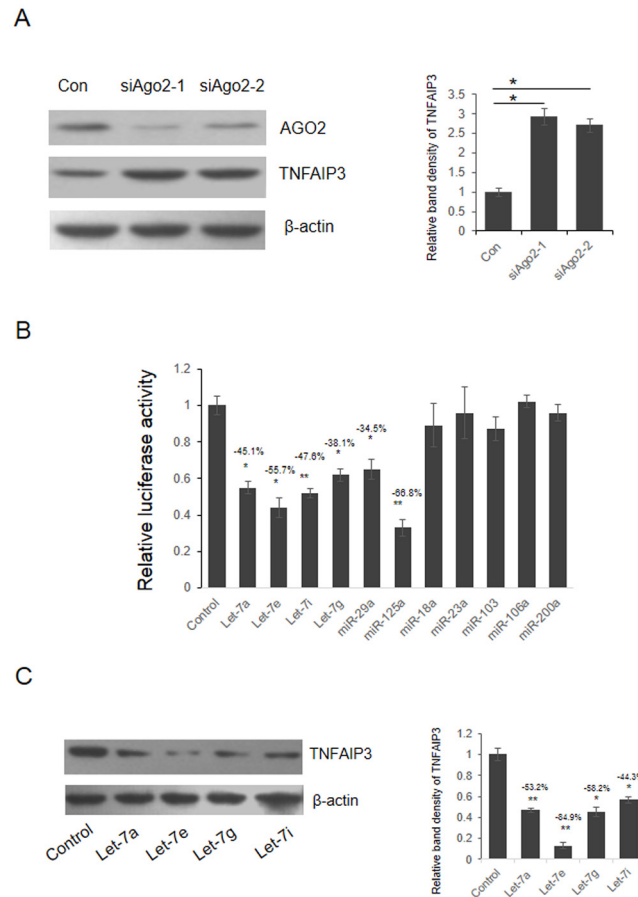 A
Con siAgo2-1 siAgo2-2
AGO2
TNFAIP3
β-actin
Relative band density of TNFAIP3
3.5
3
2.5
2
1.5
1
0.5
0
*
*
Con siAgo2-1 siAgo2-2
B
Relative luciferase activity
1.2
1
0.8
0.6
0.4
0.2
0
-45.1%
*
-55.7%
*
-47.6%
**
-38.1%
*
-34.5%
*
-66.8%
**
Control Let-7a Let-7e Let-7i Let-7g miR-29a miR-125a miR-18a miR-23a miR-103 miR-106a miR-200a
C
TNFAIP3
β-actin
Control Let-7a Let-7e Let-7g Let-7i
Relative band density of TNFAIP3
1.2
1
0.8
0.6
0.4
0.2
0
-53.2%
**
-84.9%
**
-58.2%
*
-44.3%
*
Control Let-7a Let-7e Let-7g Let-7i